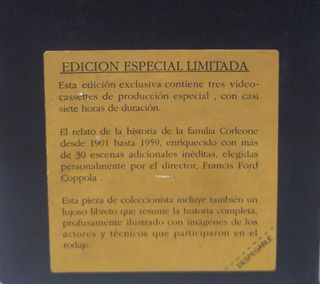 EDICION ESPECIAL LIMITADA
Esta edición exclusiva contiene tres video-
cassettes de producción especial , con casi
siete horas de duración.
El relato de la historia de la familia Corleone
desde 1901 hasta 1959, enriquecido con más
de 30 escenas adicionales inéditas, elegidas
personalmente por el director, Francis Ford
Coppola
Esta pieza de coleccionista incluye también un
lujoso libreto que resume la historia completa,
profusamente ilustrado con imágenes de los
actores y técnicos que participaron en el
rodaje.
DESPEGABLE